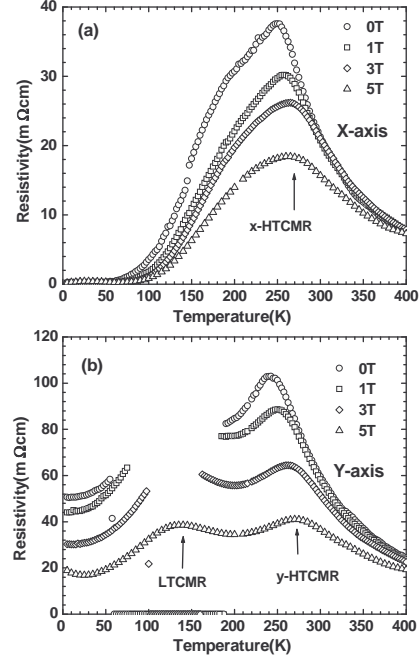 (a)
0T
1T
3T
5T
X-axis
x-HTCMR
Resistivity(m Ωcm)
40
30
20
10
0
0 50 100 150 200 250 300 350 400
Temperature(K)
(b)
0T
1T
3T
5T
Y-axis
LTCMR
y-HTCMR
Resistivity(m Ωcm)
120
100
80
60
40
20
0
0 50 100 150 200 250 300 350 400
Temperature(K)